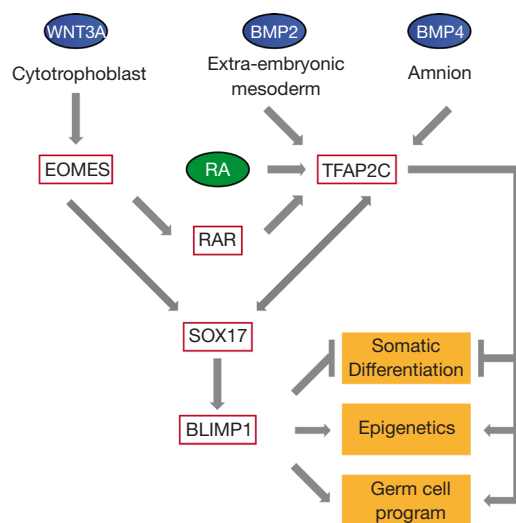 WNT3A
BMP2
BMP4
Cytotrophoblast
Extra-embryonic
mesoderm
Amnion
EOMES
RA
TFAP2C
RAR
SOX17
Somatic
Differentiation
BLIMP1
Epigenetics
Germ cell
program